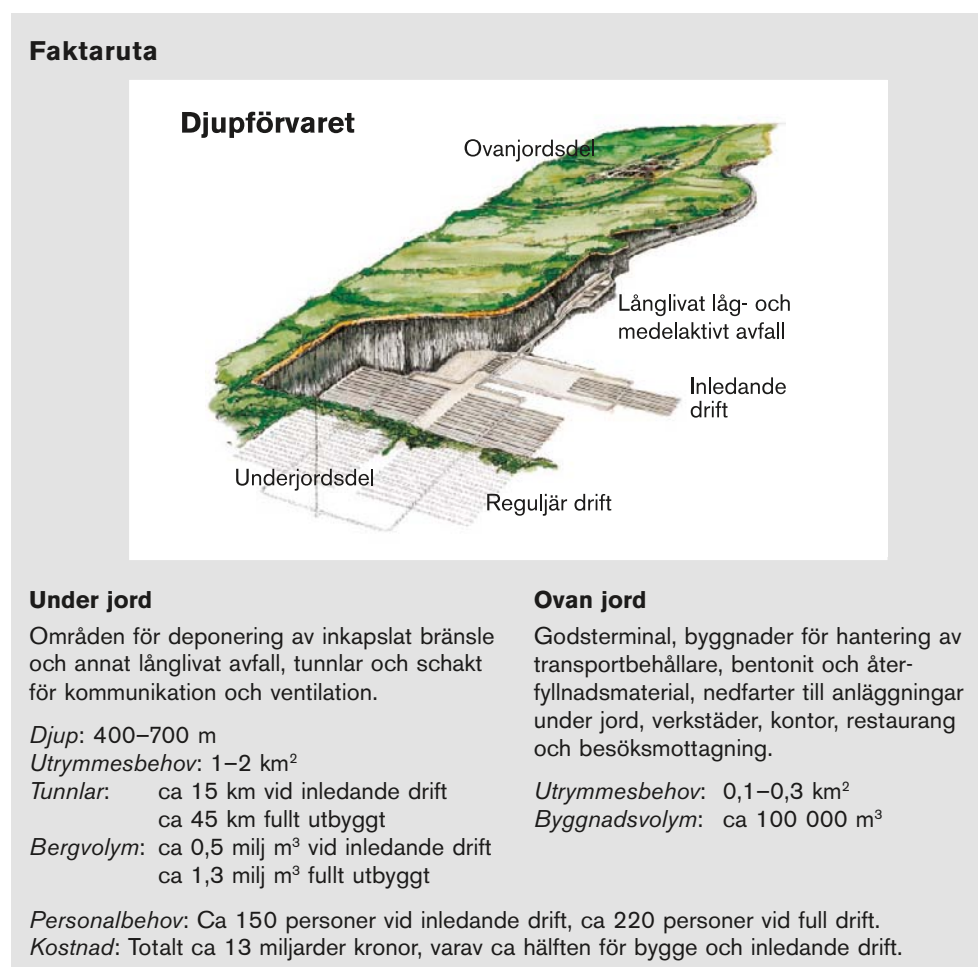 Faktaruta
Djupförvaret
Ovanjordsdel
Långlivat låg- och
medelaktivt avfall
Inledande
drift
Underjordsdel
Reguljär drift
Under jord
Områden för deponering av inkapslat bränsle
och annat långlivat avfall, tunnlar och schakt
för kommunikation och ventilation.
Djup: 400–700 m
Utrymmesbehov: 1–2 km²
Tunnlar: ca 15 km vid inledande drift
ca 45 km fullt utbyggt
Bergvolym: ca 0,5 milj m³ vid inledande drift
ca 1,3 milj m³ fullt utbyggt
Ovan jord
Godsterminal, byggnader för hantering av
transportbehållare, bentonit och åter-
fyllnadsmaterial, nedfarter till anläggningar
under jord, verkstäder, kontor, restaurang
och besöksmottagning.
Utrymmesbehov: 0,1–0,3 km²
Byggnadsvolym: ca 100 000 m³
Personalbehov: Ca 150 personer vid inledande drift, ca 220 personer vid full drift.
Kostnad: Totalt ca 13 miljarder kronor, varav ca hälften för bygge och inledande drift.